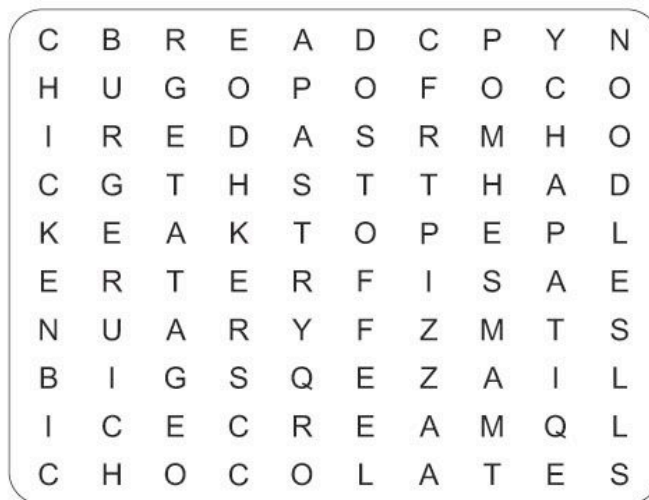 C B R E A D C P Y N
H U G O P O F O C O
I R E D A S R M H O
C G T H S T T H A D
K E A K T O P E P L
E R T E R F I S A E
N U A R Y F Z M T S
B I G S Q E Z A I L
I C E C R E A M Q L
C H O C O L A T E S